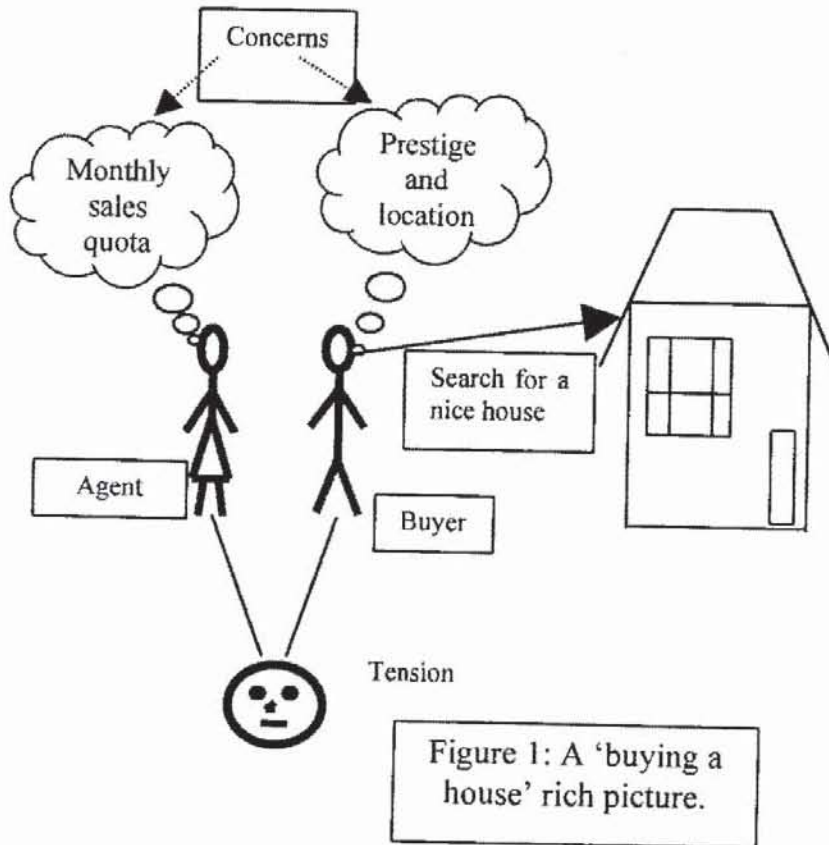 Concerns
Monthly
sales
quota
Prestige
and
location
Search for a
nice house
Agent
Buyer
Tension
Figure 1: A ‘buying a
house’ rich picture.